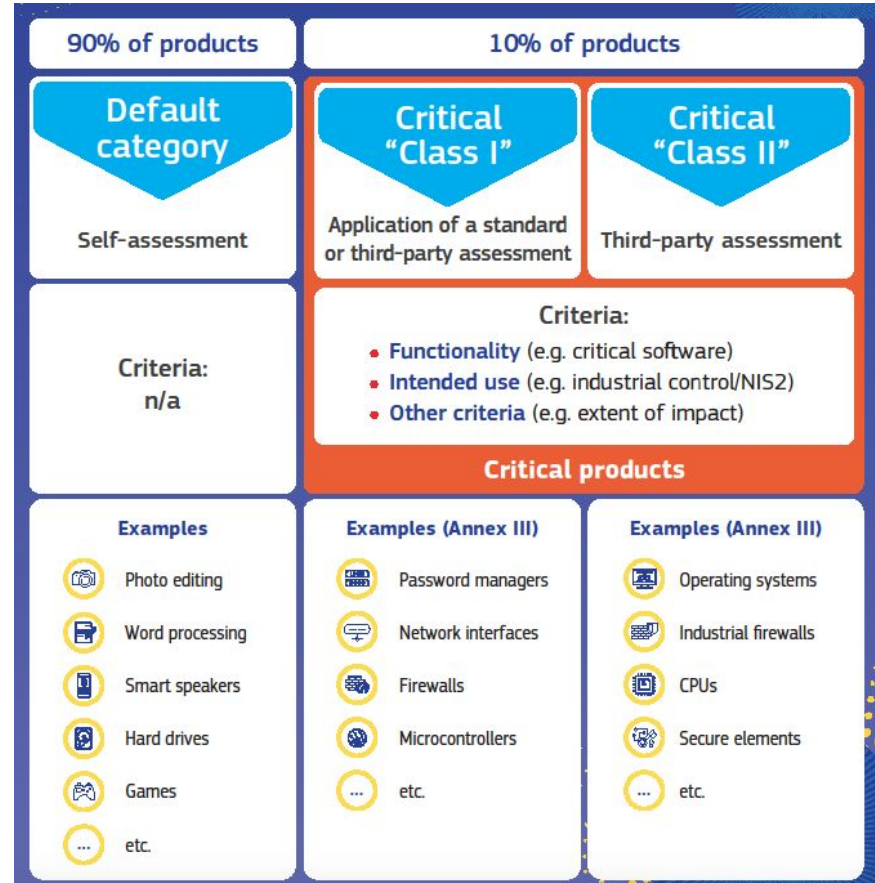 90% of products
10% of products
Default
category
Self-assessment
Critical
“Class I”
Application of a standard
or third-party assessment
Critical
“Class II”
Third-party assessment
Criteria:
n/a
Criteria:
• Functionality (e.g. critical software)
• Intended use (e.g. industrial control/NIS2)
• Other criteria (e.g. extent of impact)
Critical products
Examples
Photo editing
Word processing
Smart speakers
Hard drives
Games
... etc.
Examples (Annex III)
Password managers
Network interfaces
Firewalls
Microcontrollers
... etc.
Examples (Annex III)
Operating systems
Industrial firewalls
CPUs
Secure elements
... etc.